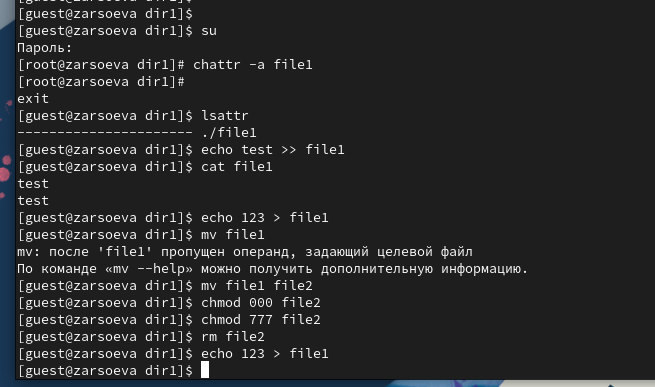 [guest@zarsoeva dir1]$
[guest@zarsoeva dir1]$ su
Пароль:
[root@zarsoeva dir1]# chattr -a file1
[root@zarsoeva dir1]#
exit
[guest@zarsoeva dir1]$ lsattr
---------------------- ./file1
[guest@zarsoeva dir1]$ echo test >> file1
[guest@zarsoeva dir1]$ cat file1
test
test
[guest@zarsoeva dir1]$ echo 123 > file1
[guest@zarsoeva dir1]$ mv file1
mv: после 'file1' пропущен операнд, задающий целевой файл
По команде «mv --help» можно получить дополнительную информацию.
[guest@zarsoeva dir1]$ mv file1 file2
[guest@zarsoeva dir1]$ chmod 000 file2
[guest@zarsoeva dir1]$ chmod 777 file2
[guest@zarsoeva dir1]$ rm file2
[guest@zarsoeva dir1]$ echo 123 > file1
[guest@zarsoeva dir1]$